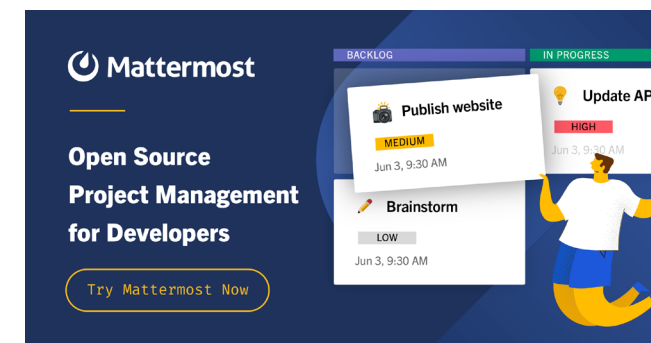 Mattermost
Open Source
Project Management
for Developers
Try Mattermost Now
BACKLOG
Publish website
MEDIUM
Jun 3, 9:30 AM
Brainstorm
LOW
Jun 3, 9:30 AM
IN PROGRESS
Update AP
HIGH
Jun 3, 9:30 AM